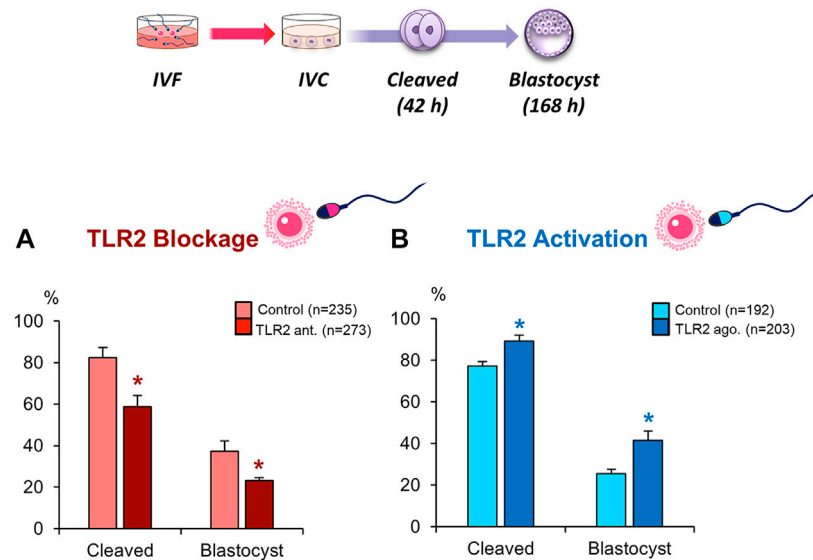 IVF
IVC
Cleaved
(42 h)
Blastocyst
(168 h)
A
TLR2 Blockage
%
Control (n=235)
TLR2 ant. (n=273)
100
80
60
40
20
0
*
*
Cleaved
Blastocyst
B
TLR2 Activation
%
Control (n=192)
TLR2 ago. (n=203)
100
80
60
40
20
0
*
*
Cleaved
Blastocyst